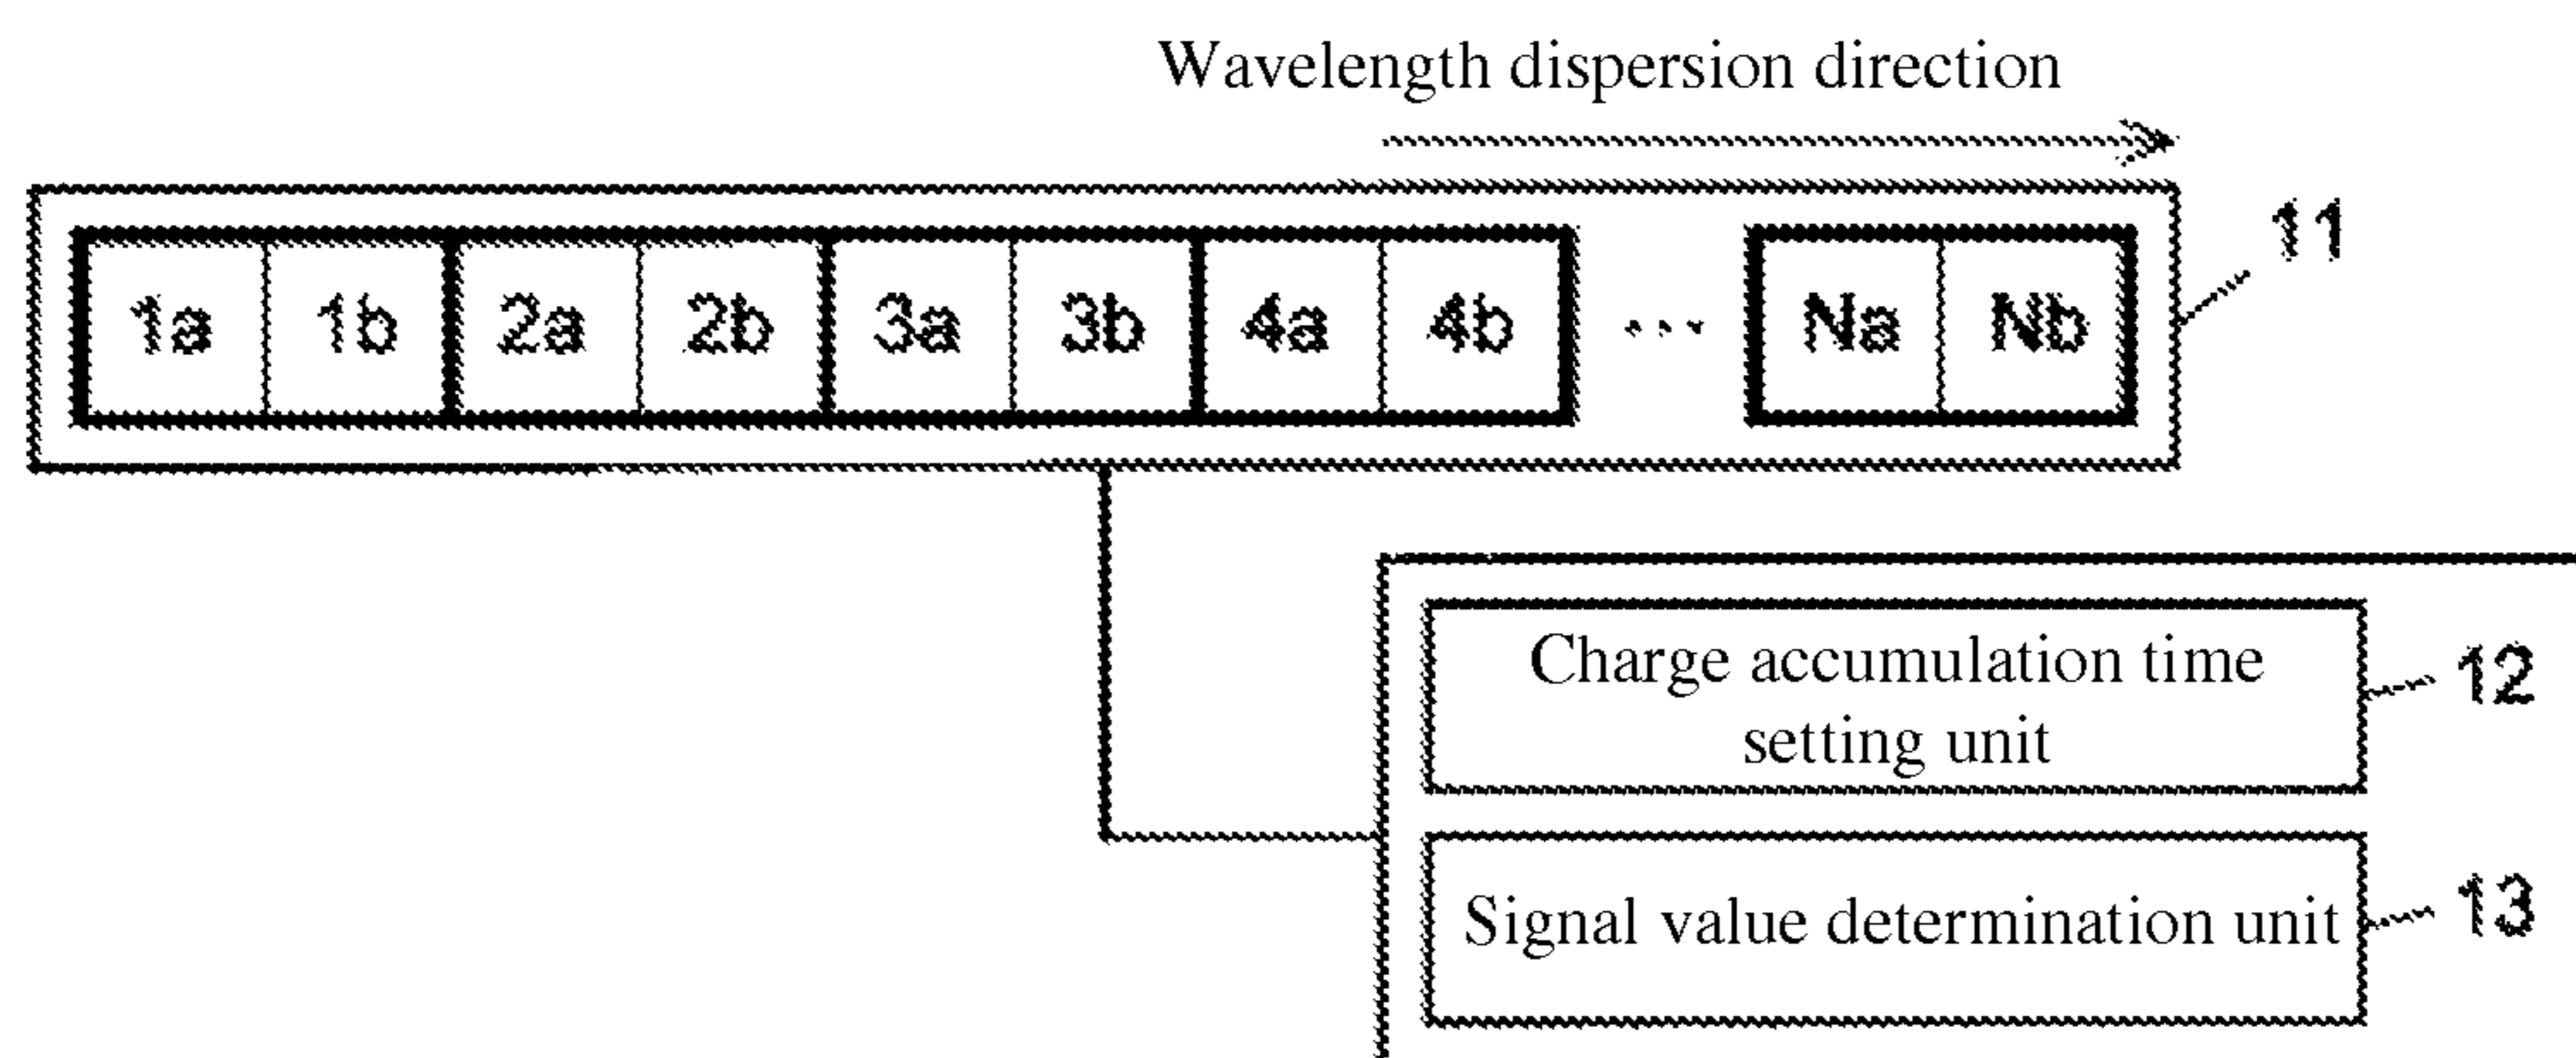 Wavelength dispersion direction
11
1a 1b 2a 2b 3a 3b 4a 4b ... Na Nb
Charge accumulation time
setting unit
12
Signal value determination unit
13